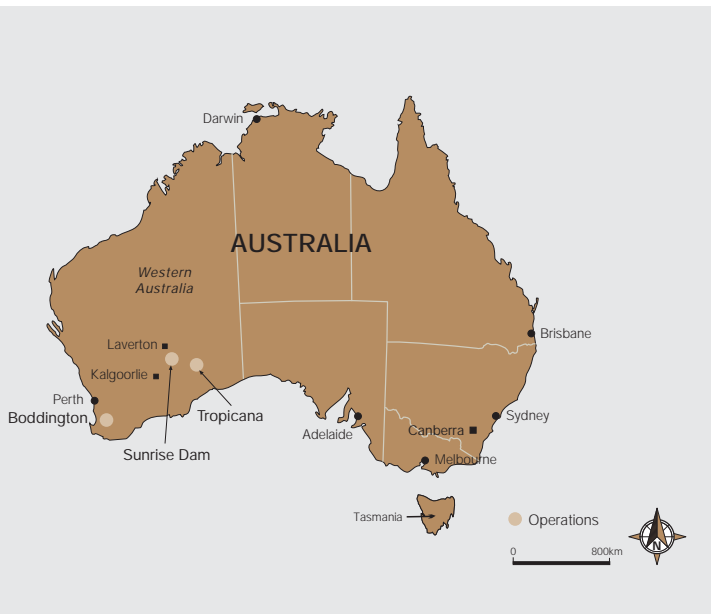 Darwin
AUSTRALIA
Western
Australia
Brisbane
Laverton
Kalgoorlie
Perth
Boddington
Tropicana
Sydney
Adelaide
Canberra
Sunrise Dam
Melbourne
Tasmania
Operations
0 800km
N